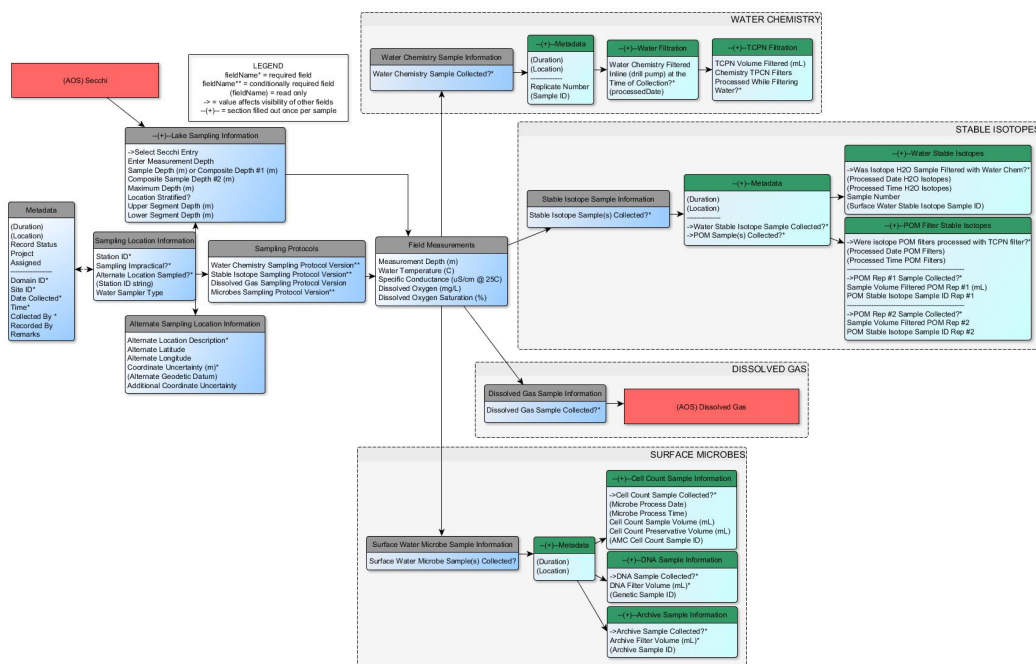 WATER CHEMISTRY
Water Chemistry Sample Information
Water Chemistry Sample Collected?*
--(+)--Metadata
(Duration)
(Location)
--------------
Replicate Number
(Sample ID)
--(+)--Water Filtration
Water Chemistry Filtered
Inline (drill pump) at the
Time of Collection?*
(processedDate)
--(+)--TCPN Filtration
TCPN Volume Filtered (mL)
Chemistry TPCN Filters
Processed While Filtering
Water?*
LEGEND
fieldName* = required field
fieldName** = conditionally required field
(fieldName) = read only
-> = value affects visibility of other fields
--(+)-- = section filled out once per sample
(AOS) Secchi
--(+)--Lake Sampling Information
->Select Secchi Entry
Enter Measurement Depth
Sample Depth (m) or Composite Depth #1 (m)
Composite Sample Depth #2 (m)
Maximum Depth (m)
Location Stratified?
Upper Segment Depth (m)
Lower Segment Depth (m)
Metadata
(Duration)
(Location)
Record Status
Project
Assigned
--------------
Domain ID*
Site ID*
Date Collected*
Time*
Collected By *
Recorded By
Remarks
Sampling Location Information
Station ID*
Sampling Impractical?*
Alternate Location Sampled?*
(Station ID string)
Water Sampler Type
Sampling Protocols
Water Chemistry Sampling Protocol Version**
Stable Isotope Sampling Protocol Version**
Dissolved Gas Sampling Protocol Version
Microbes Sampling Protocol Version**
Alternate Sampling Location Information
Alternate Location Description*
Alternate Latitude
Alternate Longitude
Coordinate Uncertainty (m)*
(Alternate Geodetic Datum)
Additional Coordinate Uncertainty
Field Measurements
Measurement Depth (m)
Water Temperature (C)
Specific Conductance (uS/cm @ 25C)
Dissolved Oxygen (mg/L)
Dissolved Oxygen Saturation (%)
STABLE ISOTOPES
Stable Isotope Sample Information
Stable Isotope Sample(s) Collected?*
--(+)--Metadata
(Duration)
(Location)
--------------
->Water Stable Isotope Sample Collected?*
->POM Sample(s) Collected?*
--(+)--Water Stable Isotopes
->Was Isotope H2O Sample Filtered with Water Chem?*
(Processed Date H2O Isotopes)
(Processed Time H2O Isotopes)
Sample Number
(Surface Water Stable Isotope Sample ID)
--(+)--POM Filter Stable Isotopes
->Were isotope POM filters processed with TCPN filter?*
(Processed Date POM Filters)
(Processed Time POM Filters)
--------------------------------------------------
->POM Rep #1 Sample Collected?*
Sample Volume Filtered POM Rep #1 (mL)
POM Stable Isotope Sample ID Rep #1
--------------------------------------------------
->POM Rep #2 Sample Collected?*
Sample Volume Filtered POM Rep #2
POM Stable Isotope Sample ID Rep #2
DISSOLVED GAS
Dissolved Gas Sample Information
Dissolved Gas Sample Collected?*
(AOS) Dissolved Gas
SURFACE MICROBES
Surface Water Microbe Sample Information
Surface Water Microbe Sample(s) Collected?
--(+)--Metadata
(Duration)
(Location)
--(+)--Cell Count Sample Information
->Cell Count Sample Collected?*
(Microbe Process Date)
(Microbe Process Time)
Cell Count Sample Volume (mL)
Cell Count Preservative Volume (mL)
(AMC Cell Count Sample ID)
--(+)--DNA Sample Information
->DNA Sample Collected?*
DNA Filter Volume (mL)*
(Genetic Sample ID)
--(+)--Archive Sample Information
->Archive Sample Collected?*
Archive Filter Volume (mL)*
(Archive Sample ID)